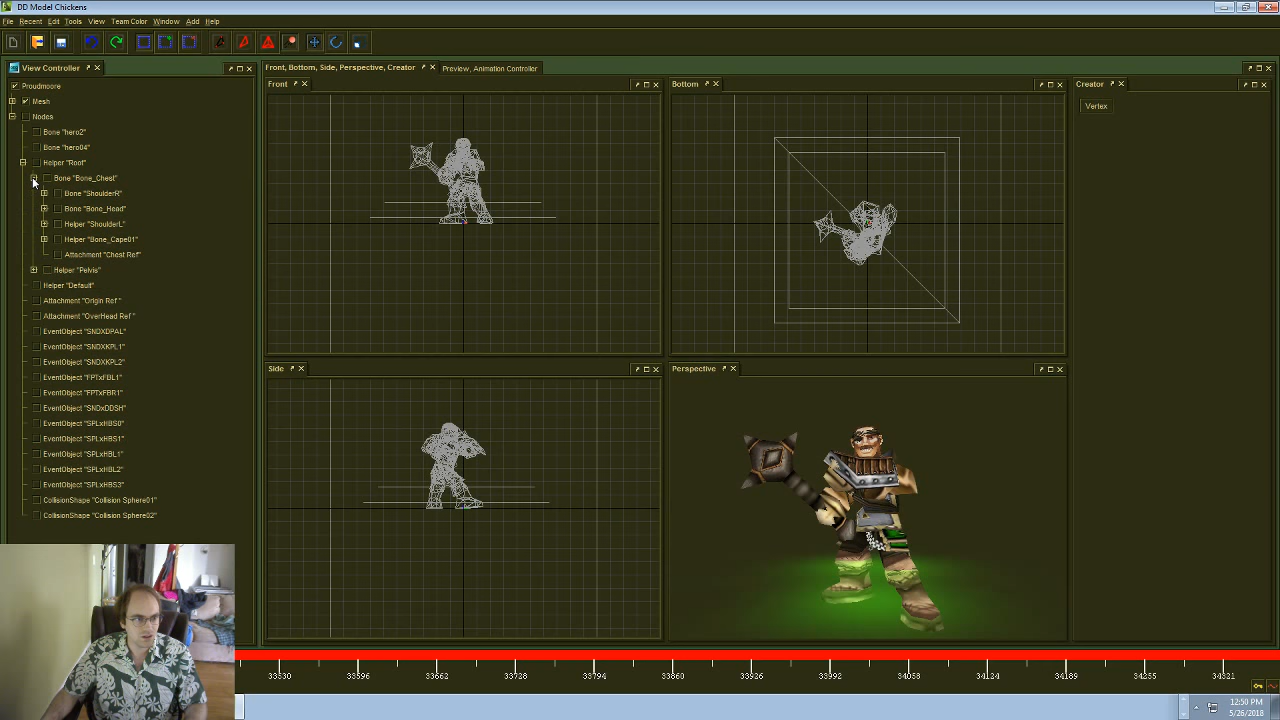 DD Model Chickens
File Recent Edit Tools View Team Color Window Add Help
View Controller
Front, Bottom, Side, Perspective, Creator
Preview, Animation Controller
Proudmoore
Mesh
Nodes
Bone "hero2"
Bone "hero04"
Helper "Root"
Bone "Bone_Chest"
Bone "ShoulderR"
Bone "Bone_Head"
Helper "ShoulderL"
Helper "Bone_Cape01"
Attachment "Chest Ref"
Helper "Pelvis"
Helper "Default"
Attachment "Origin Ref "
Attachment "OverHead Ref "
EventObject "SNDXDPAL"
EventObject "SNDXKPL1"
EventObject "SNDXKPL2"
EventObject "FPTxFBL1"
EventObject "FPTxFBR1"
EventObject "SNDxDDSH"
EventObject "SPLxHBS0"
EventObject "SPLxHBS1"
EventObject "SPLxHBL1"
EventObject "SPLxHBL2"
EventObject "SPLxHBS3"
CollisionShape "Collision Sphere01"
CollisionShape "Collision Sphere02"
Front
Bottom
Creator
Vertex
Side
Perspective
33530 33596 33662 33728 33794 33860 33926 33992 34058 34124 34189 34255 34321
12:50 PM
5/26/2018